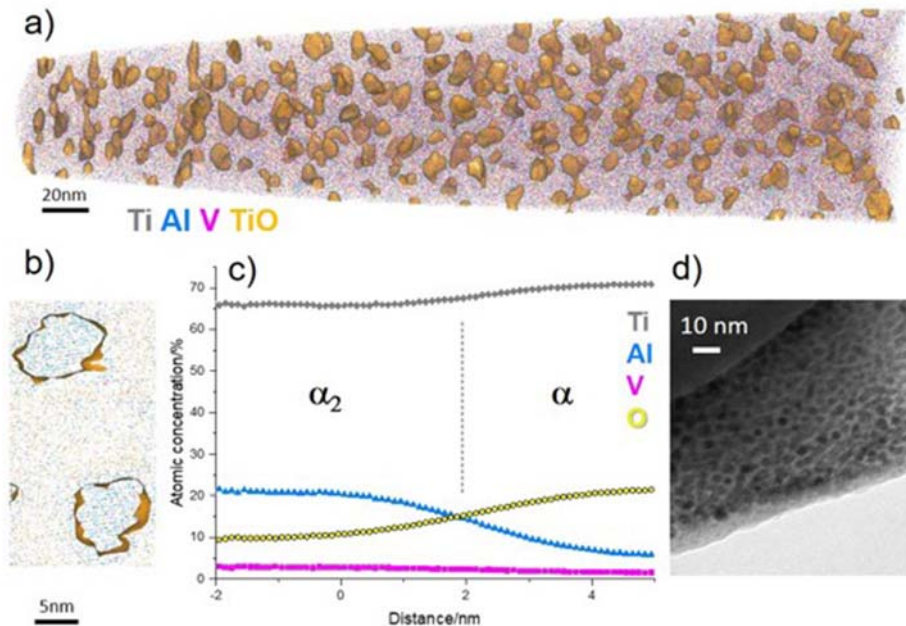 a)
20nm
Ti Al V TiO
b)
5nm
c)
Atomic concentration/%
70
60
50
40
30
20
10
0
α2
α
Ti
Al
V
O
-2
0
2
4
Distance/nm
d)
10 nm